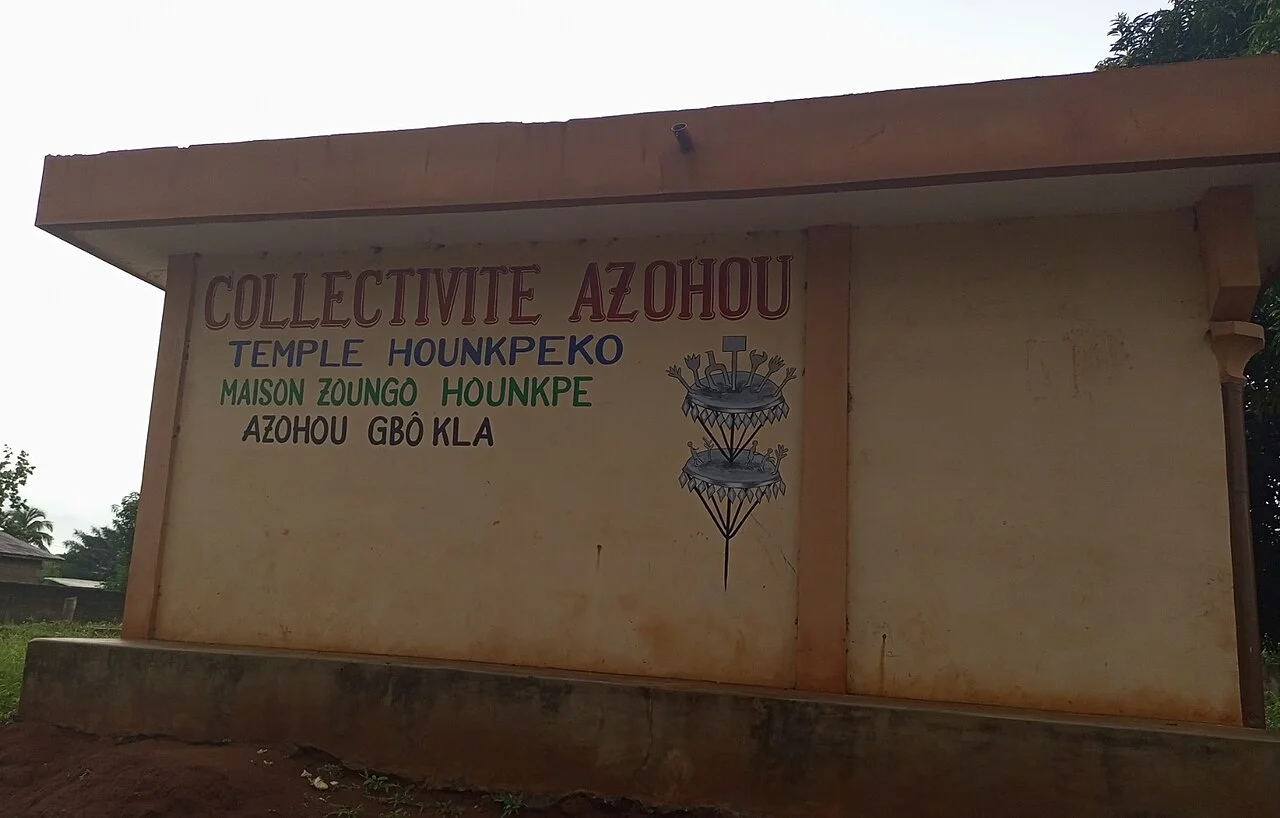 COLLECTIVITE AZOHOU
TEMPLE HOUNKPEKO
MAISON ZOUNGO HOUNKPE
AZOHOU GBÔ KLA